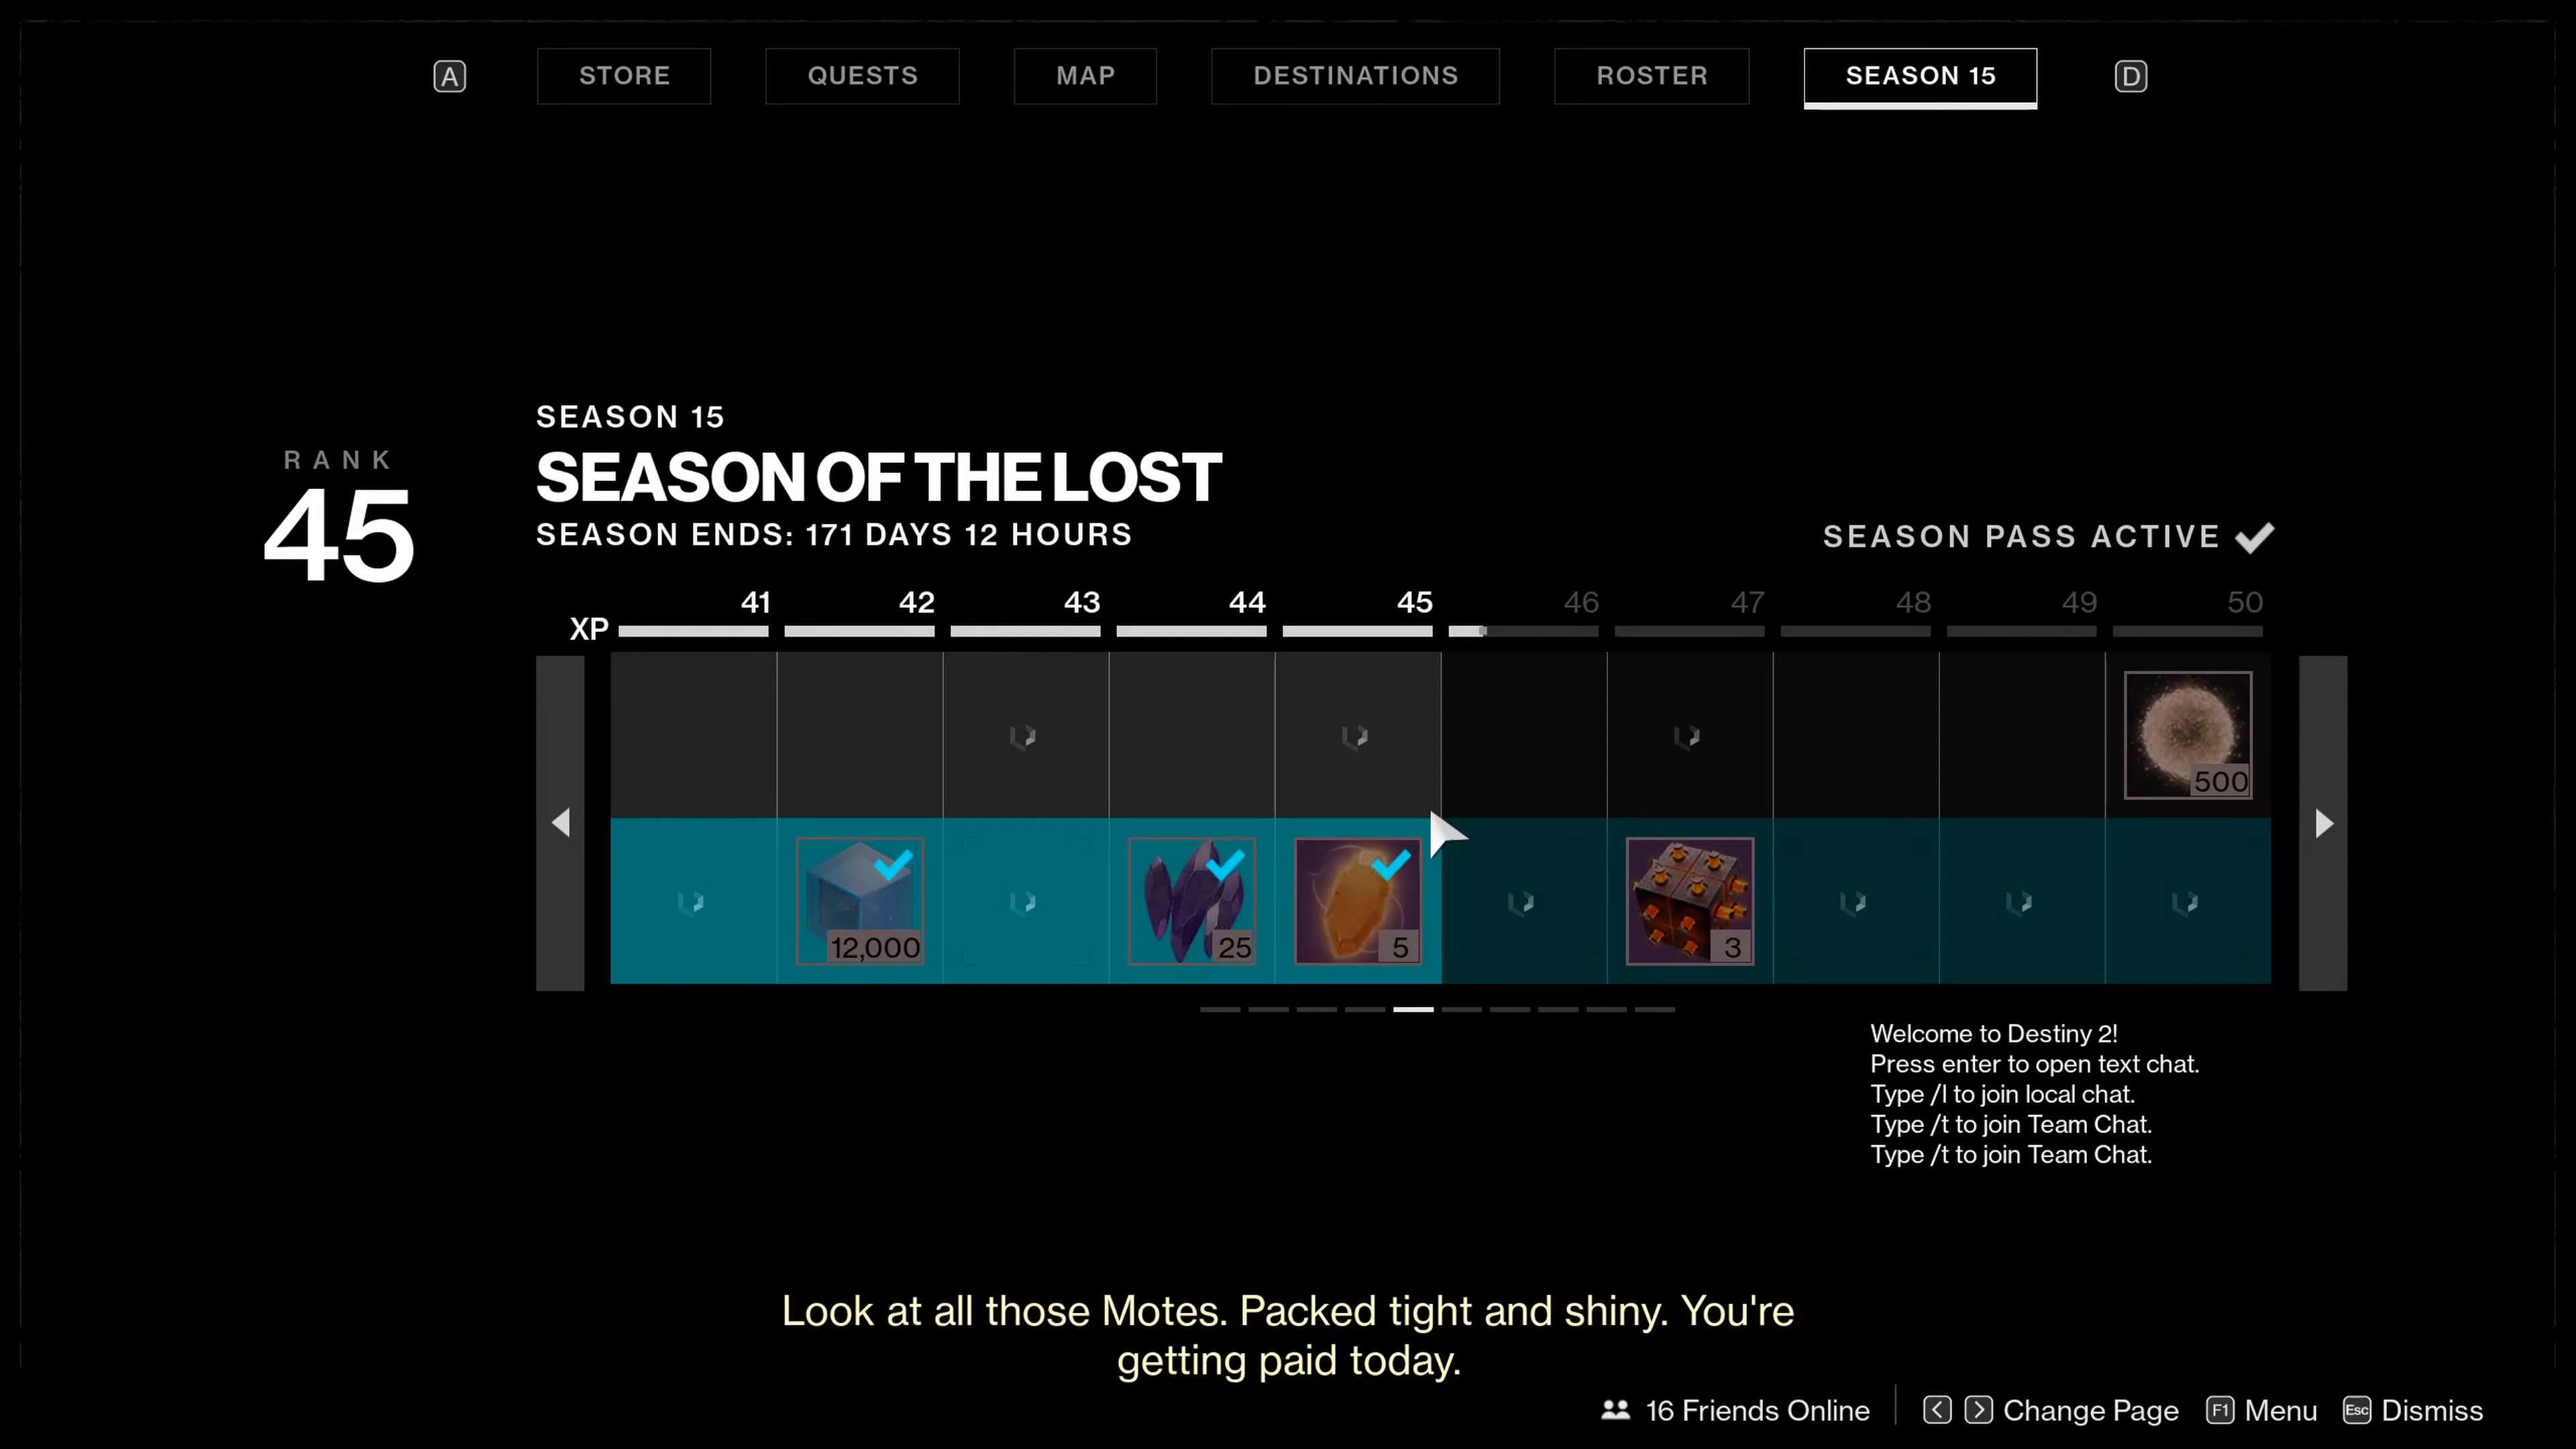 A STORE QUESTS MAP DESTINATIONS ROSTER SEASON 15 D
SEASON 15
RANK
SEASON OF THE LOST
45
SEASON ENDS: 171 DAYS 12 HOURS
SEASON PASS ACTIVE
41 42 43 44 45 46 47 48 49 50
XP
500
12,000 25 5 3
Welcome to Destiny 2!
Press enter to open text chat.
Type /l to join local chat.
Type /t to join Team Chat.
Type /t to join Team Chat.
Look at all those Motes. Packed tight and shiny. You're
getting paid today.
16 Friends Online < > Change Page F1 Menu Esc Dismiss